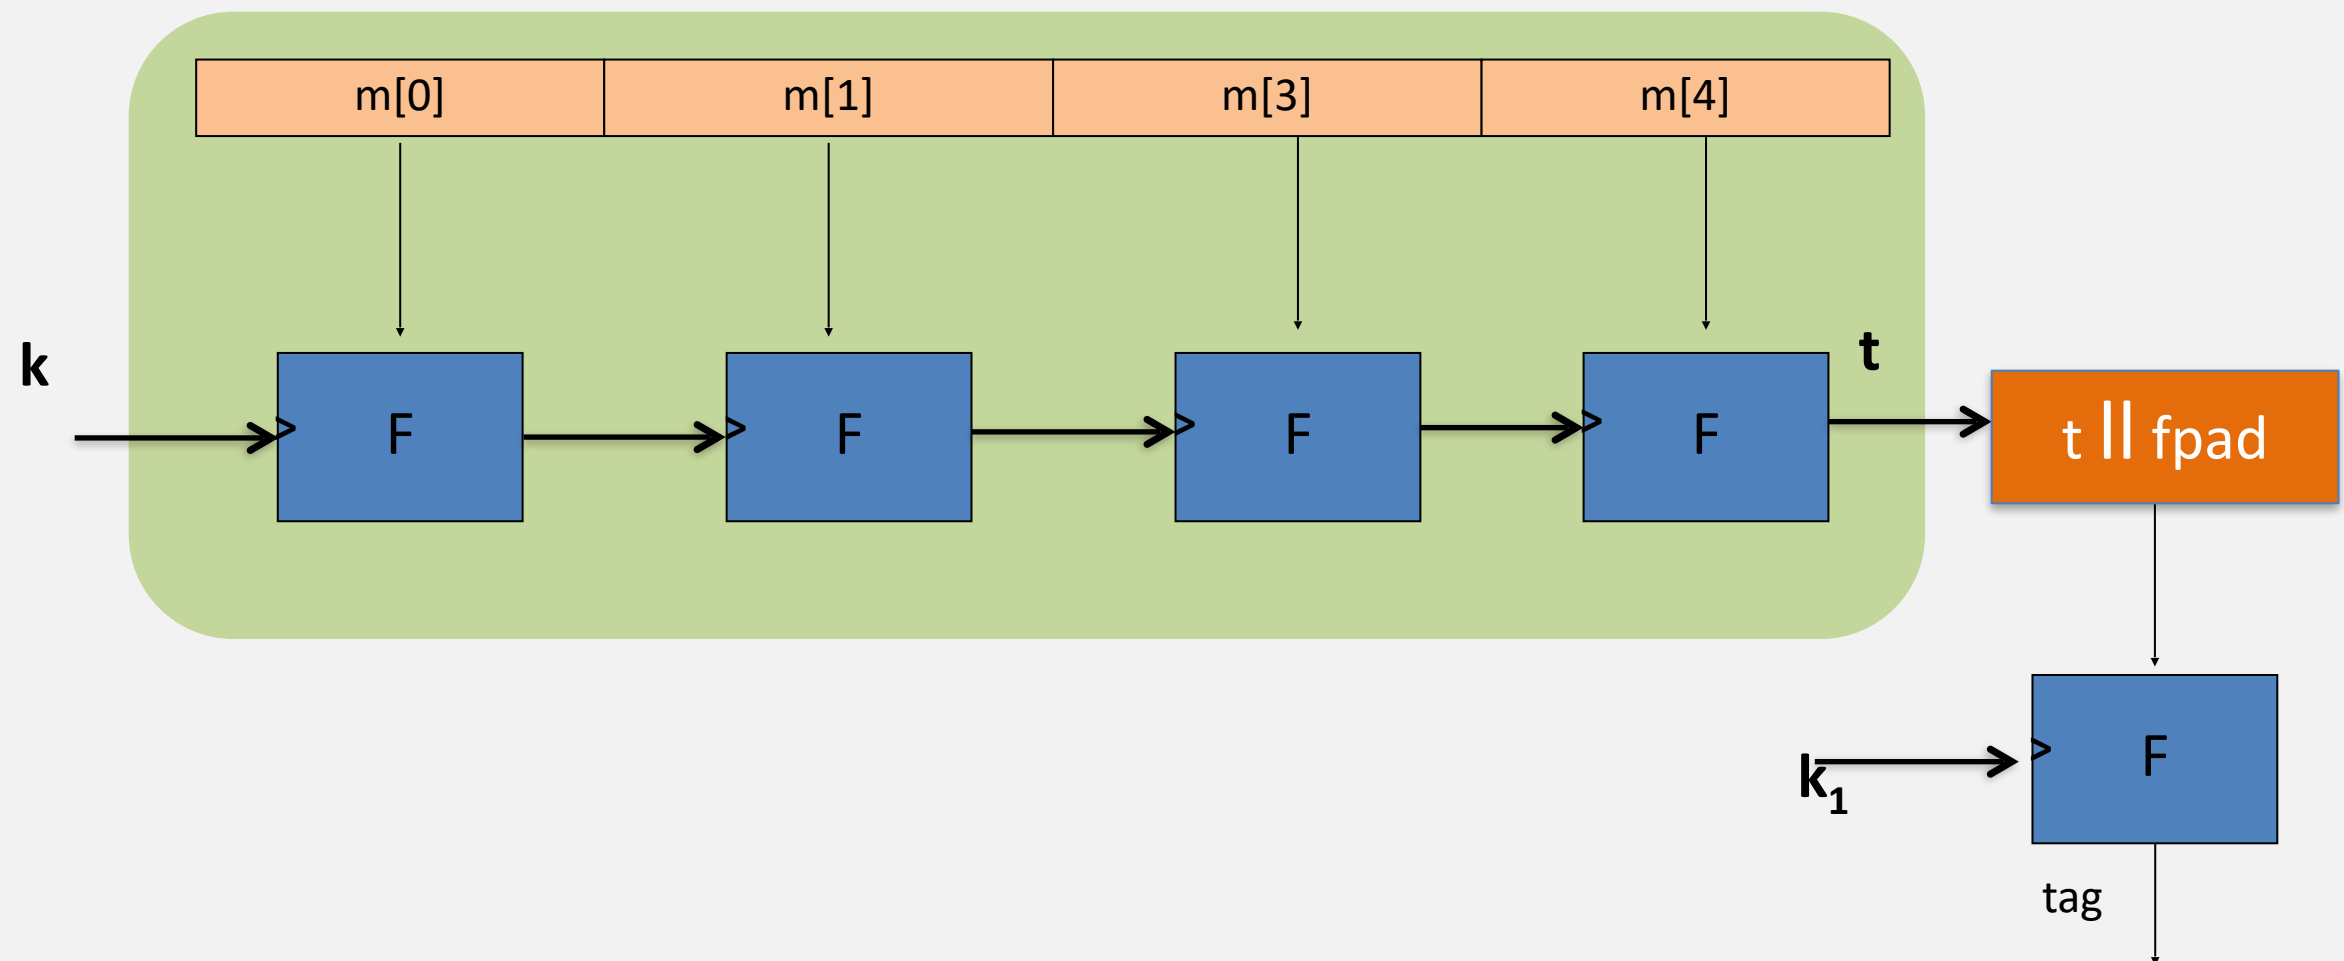 m[0] m[1] m[3] m[4]
k
t
> F > F > F > F
t || fpad
k₁
> F
tag